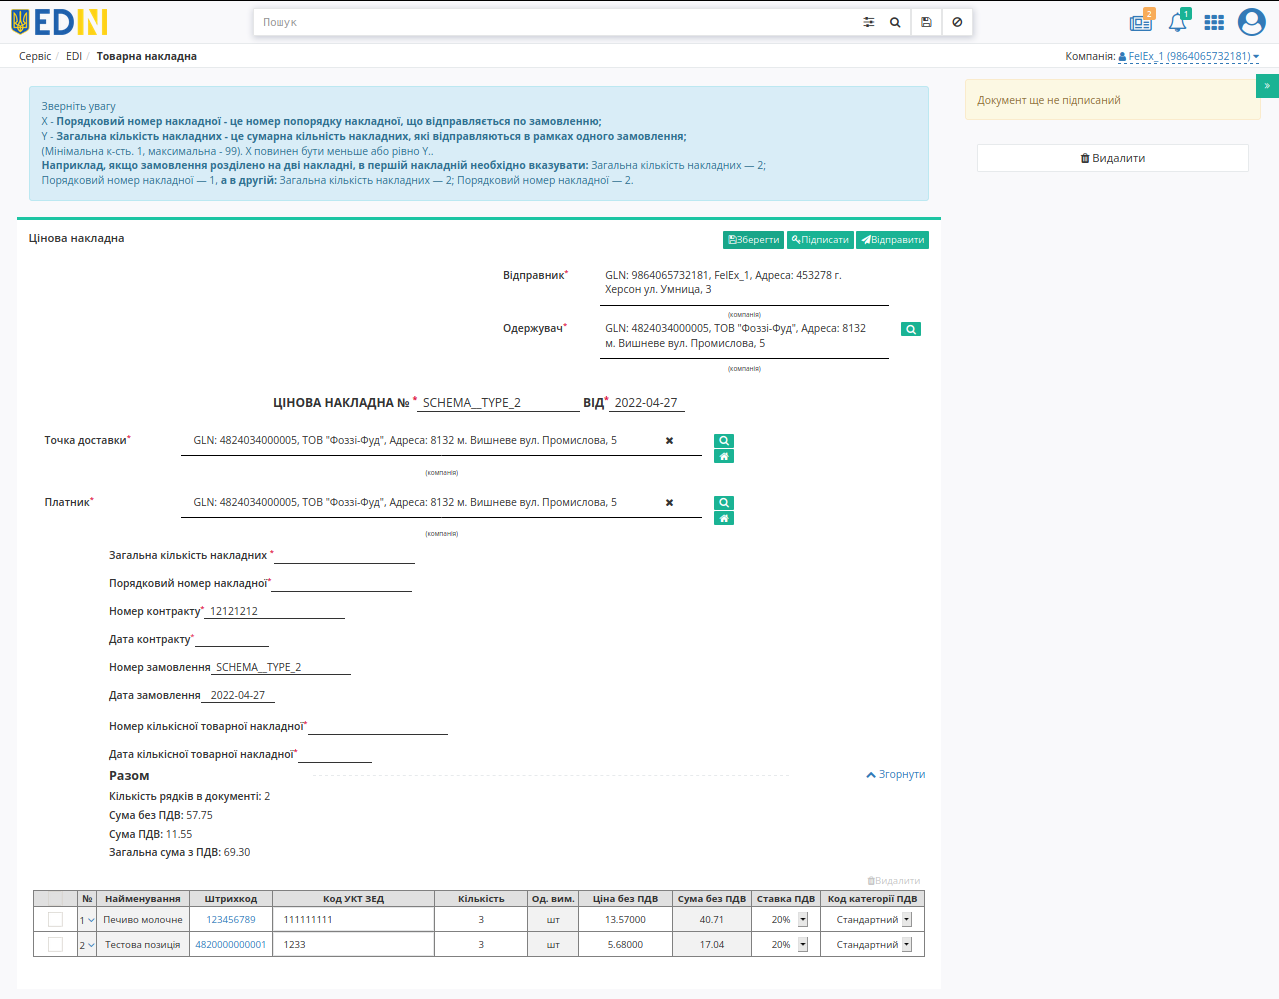 EDIN
Пошук
2
1
Сервіс / EDI / Товарна накладна
Компанія: FelEx_1 (9864065732181)
Зверніть увагу
X - Порядковий номер накладної - це номер попорядку накладної, що відправляється по замовленню;
Y - Загальна кількість накладних - це сумарна кільність накладних, які відправляються в рамках одного замовлення;
(Мінімальна к-сть. 1, максимальна - 99). X повинен бути меньше або рівно Y..
Наприклад, якщо замовлення розділено на дві накладні, в першій накладній необхідно вказувати: Загальна кількість накладних — 2;
Порядковий номер накладної — 1, а в другій: Загальна кількість накладних — 2; Порядковий номер накладної — 2.
»
Документ ще не підписаний
Видалити
Цінова накладна
Зберегти Підписати Відправити
Відправник* GLN: 9864065732181, FelEx_1, Адреса: 453278 г.
Херсон ул. Умница, 3
(компанія)
Одержувач* GLN: 4824034000005, ТОВ "Фоззі-Фуд", Адреса: 8132
м. Вишневе вул. Промислова, 5
(компанія)
ЦІНОВА НАКЛАДНА № * SCHEMA__TYPE_2 ВІД* 2022-04-27
Точка доставки* GLN: 4824034000005, ТОВ "Фоззі-Фуд", Адреса: 8132 м. Вишневе вул. Промислова, 5 ✖
(компанія)
Платник* GLN: 4824034000005, ТОВ "Фоззі-Фуд", Адреса: 8132 м. Вишневе вул. Промислова, 5 ✖
(компанія)
Загальна кількість накладних *
Порядковий номер накладної*
Номер контракту* 12121212
Дата контракту*
Номер замовлення SCHEMA__TYPE_2
Дата замовлення 2022-04-27
Номер кількісної товарної накладної*
Дата кількісної товарної накладної*
Разом
Згорнути
Кількість рядків в документі: 2
Сума без ПДВ: 57.75
Сума ПДВ: 11.55
Загальна сума з ПДВ: 69.30
Видалити
№ Найменування Штрихкод Код УКТ ЗЕД Кількість Од. вим. Ціна без ПДВ Сума без ПДВ Ставка ПДВ Код категорії ПДВ
1 Печиво молочне 123456789 111111111 3 шт 13.57000 40.71 20% Стандартний
2 Тестова позиція 4820000000001 1233 3 шт 5.68000 17.04 20% Стандартний